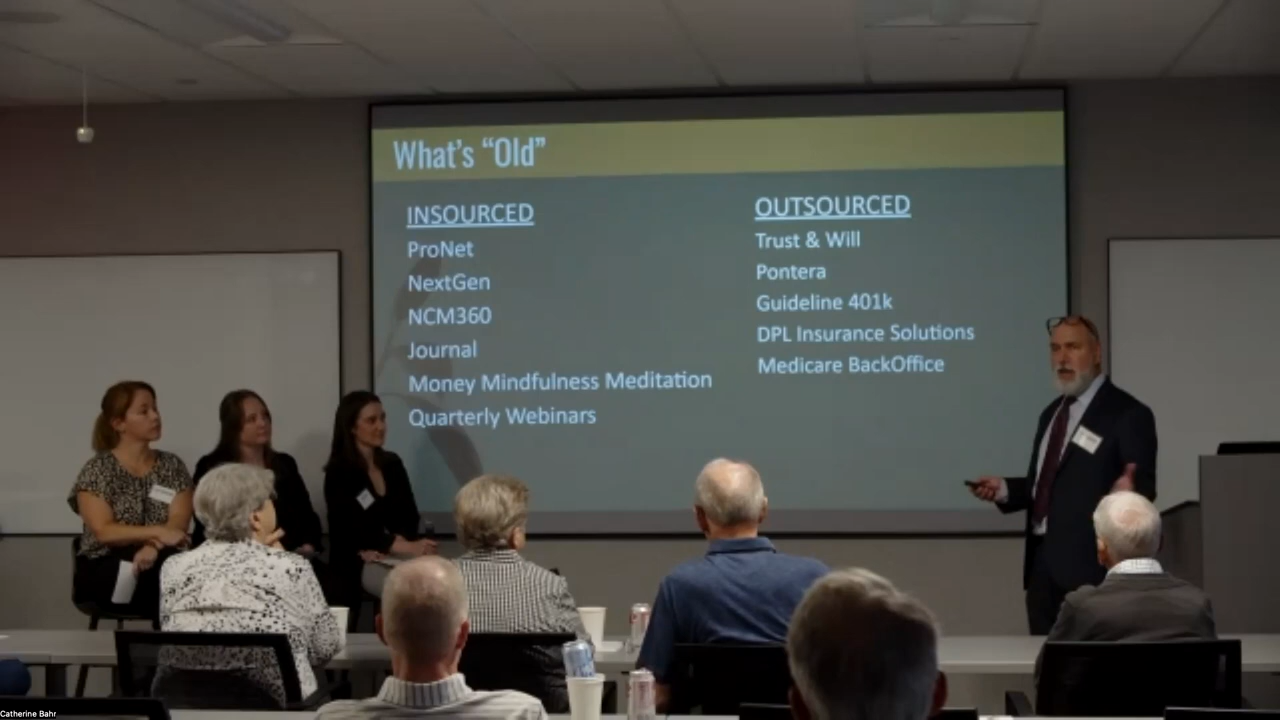 What's "Old"
INSOURCED
ProNet
NextGen
NCM360
Journal
Money Mindfulness Meditation
Quarterly Webinars
OUTSOURCED
Trust & Will
Pontera
Guideline 401k
DPL Insurance Solutions
Medicare BackOffice
Catherine Bahr